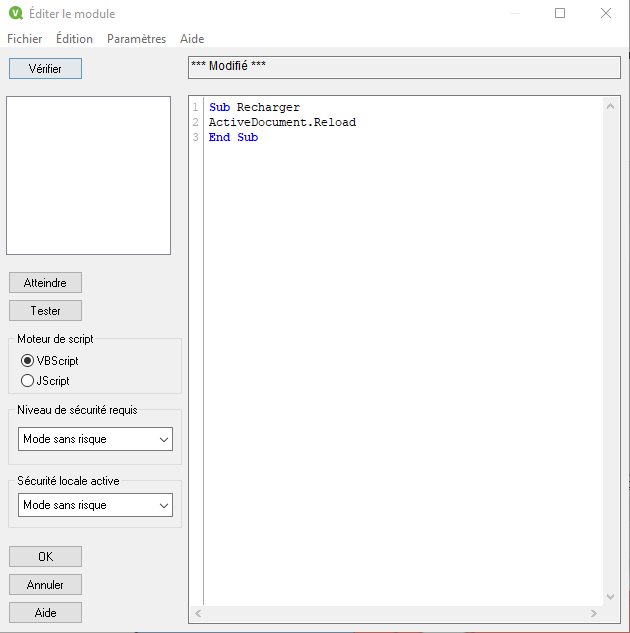 Éditer le module
Fichier Édition Paramètres Aide
Vérifier
*** Modifié ***
1 Sub Recharger
2 ActiveDocument.Reload
3 End Sub
Atteindre
Tester
Moteur de script
VBScript
JScript
Niveau de sécurité requis
Mode sans risque
Sécurité locale active
Mode sans risque
OK
Annuler
Aide